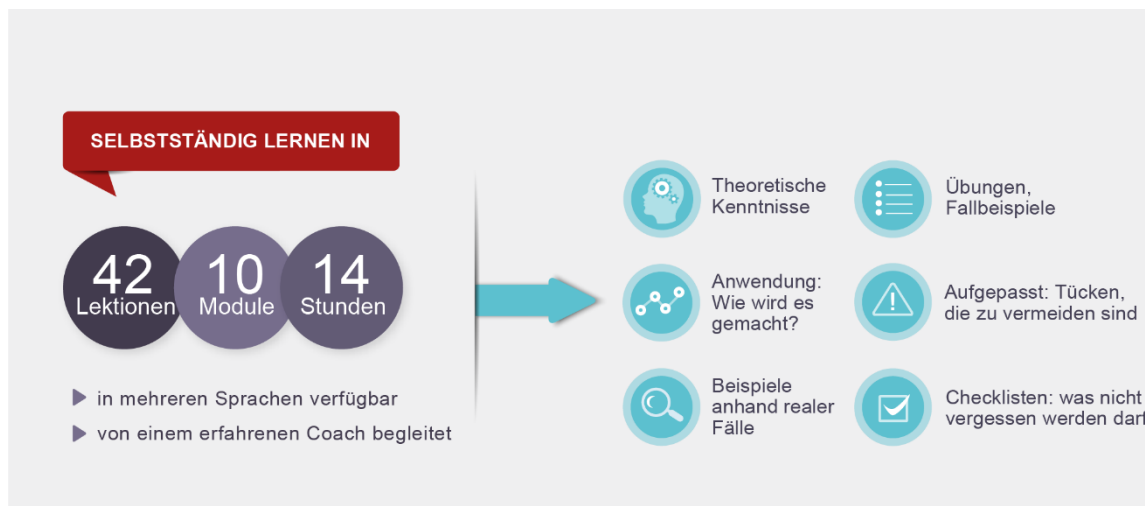 SELBSTSTÄNDIG LERNEN IN
42
Lektionen
10
Module
14
Stunden
in mehreren Sprachen verfügbar
von einem erfahrenen Coach begleitet
Theoretische
Kenntnisse
Übungen,
Fallbeispiele
Anwendung:
Wie wird es
gemacht?
Aufgepasst: Tücken,
die zu vermeiden sind
Beispiele
anhand realer
Fälle
Checklisten: was nicht
vergessen werden darf